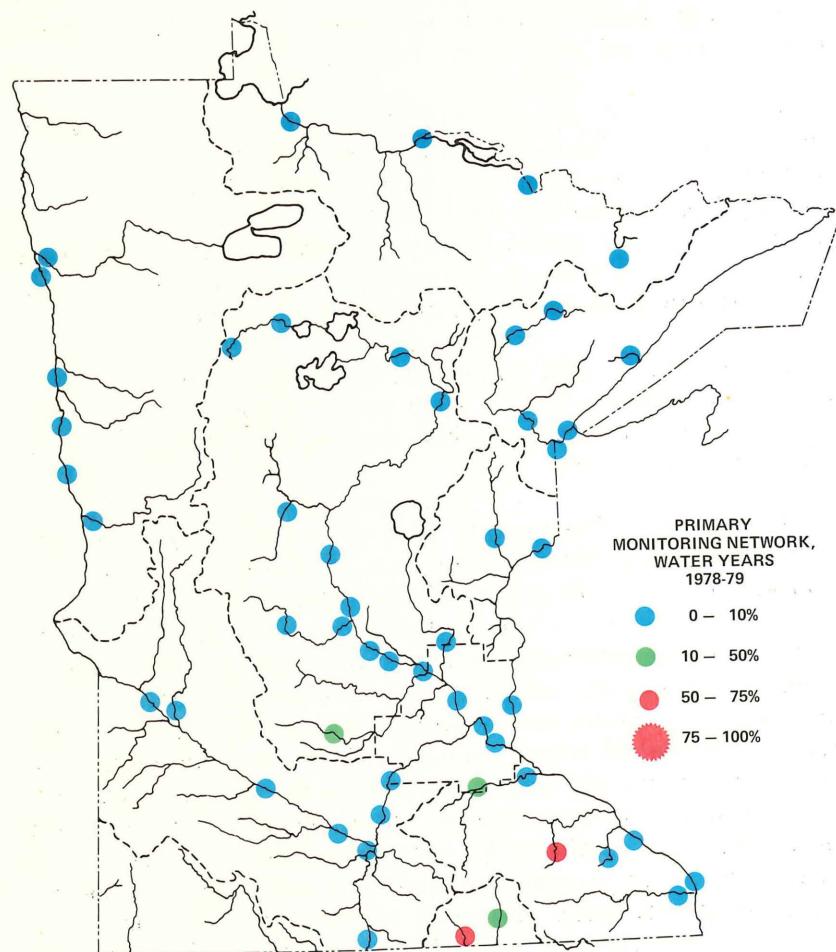 PRIMARY
MONITORING NETWORK,
WATER YEARS
1978-79
0 — 10%
10 — 50%
50 — 75%
75 — 100%